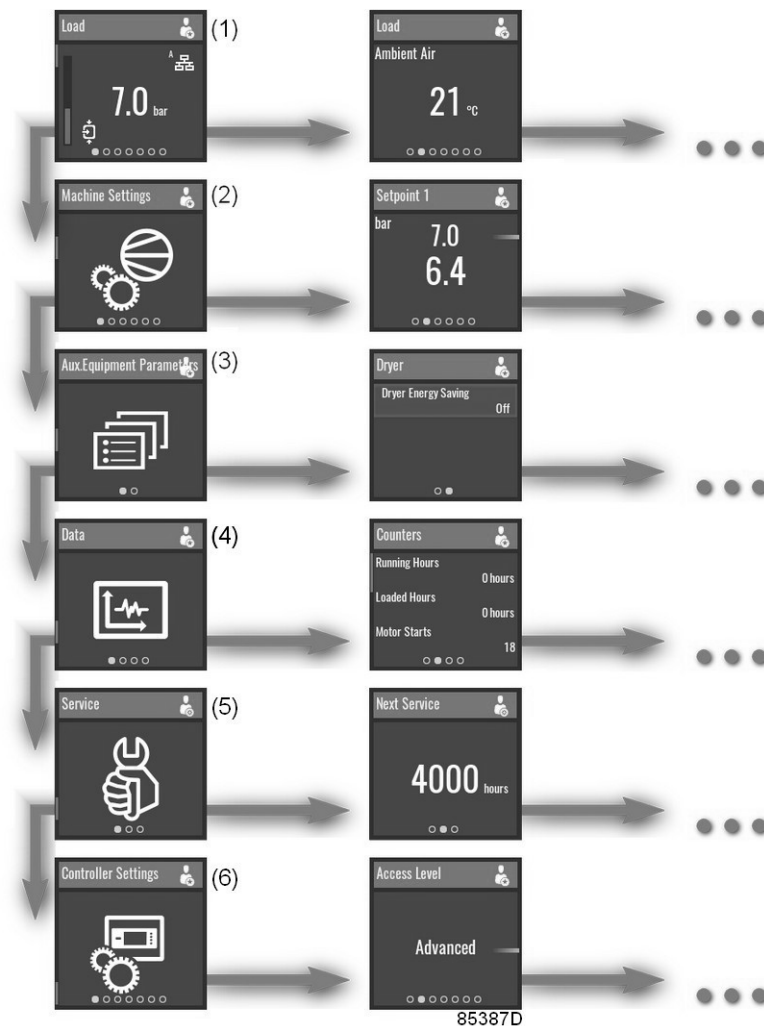 Load
A
7.0 bar
(1)
Load
Ambient Air
21 °C
Machine Settings
(2)
Setpoint 1
bar
7.0
6.4
Aux.Equipment Parameters
(3)
Dryer
Dryer Energy Saving
Off
Data
(4)
Counters
Running Hours
0 hours
Loaded Hours
0 hours
Motor Starts
18
Service
(5)
Next Service
4000 hours
Controller Settings
(6)
Access Level
Advanced
85387D